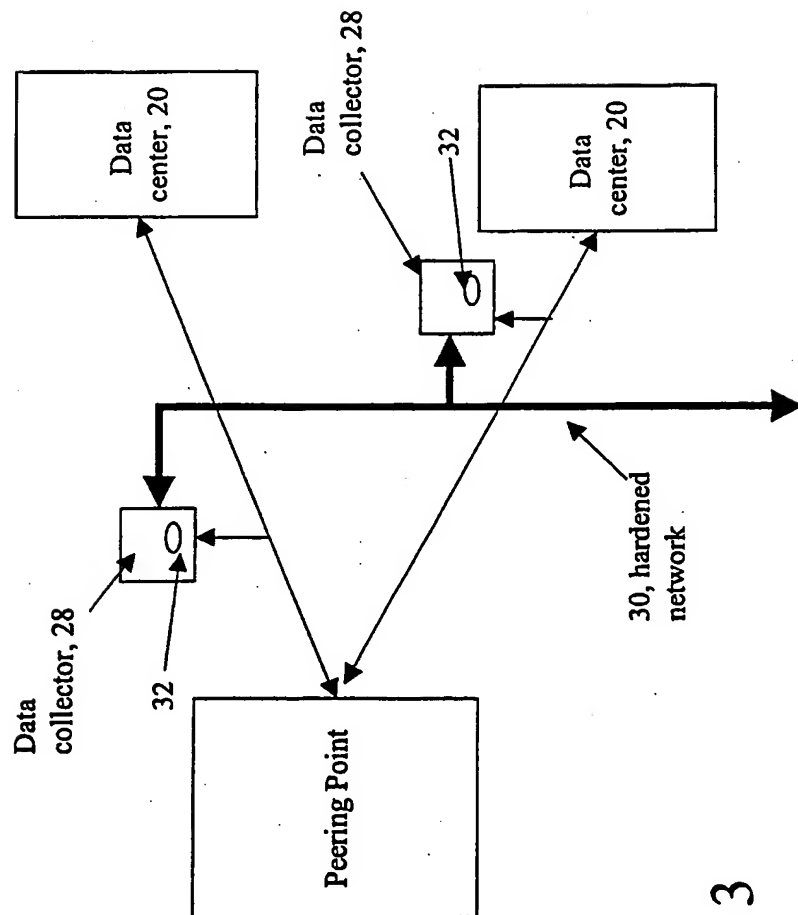 Data
center, 20
Data
collector, 28
32
Data
center, 20
Data
collector, 28
32
30, hardened
network
Peering Point
3